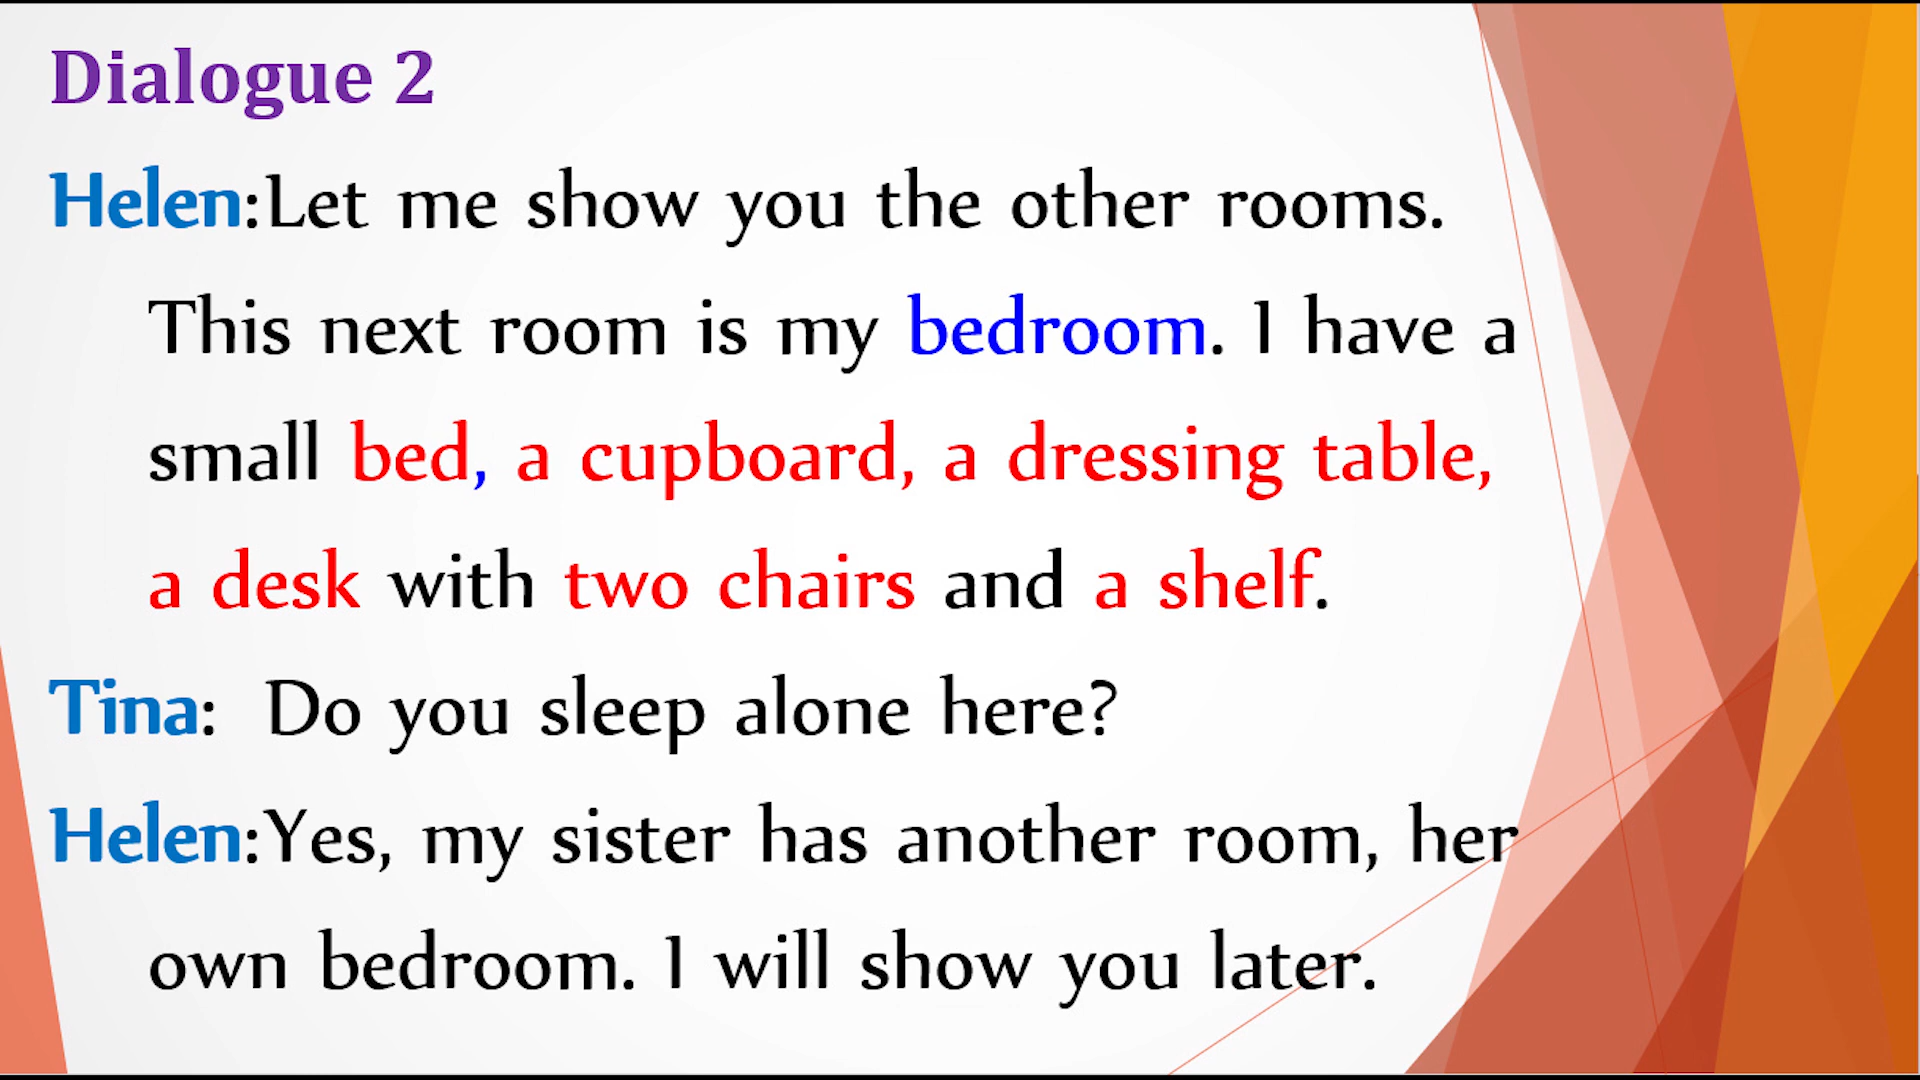 Dialogue 2
Helen:Let me show you the other rooms.
This next room is my bedroom. I have a
small bed, a cupboard, a dressing table,
a desk with two chairs and a shelf.
Tina: Do you sleep alone here?
Helen:Yes, my sister has another room, her
own bedroom. I will show you later.